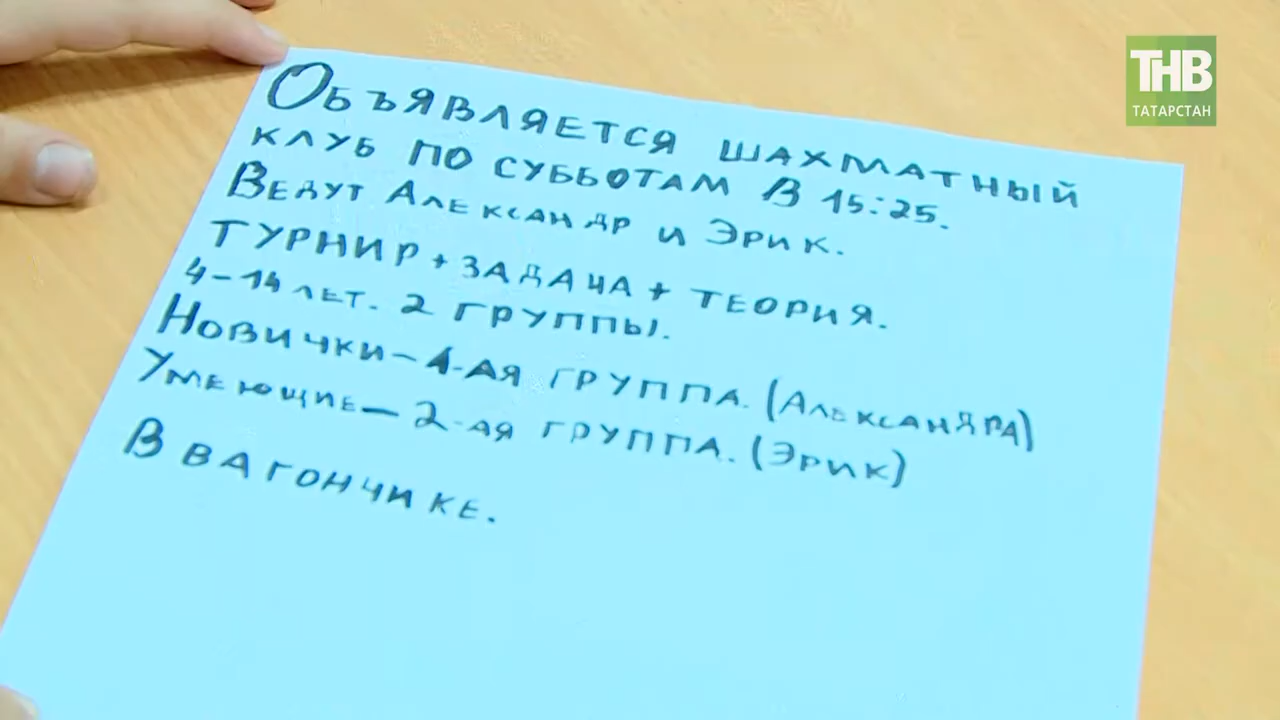 ТНВ
ТАТАРСТАН
Объявляется шахматный
клуб по субботам в 15:25.
Ведут Александр и Эрик.
Турнир + задача + теория.
4-14 лет. 2 группы.
Новички - 1-ая группа. (Александра)
Умеющие - 2-ая группа. (Эрик)
В вагончике.